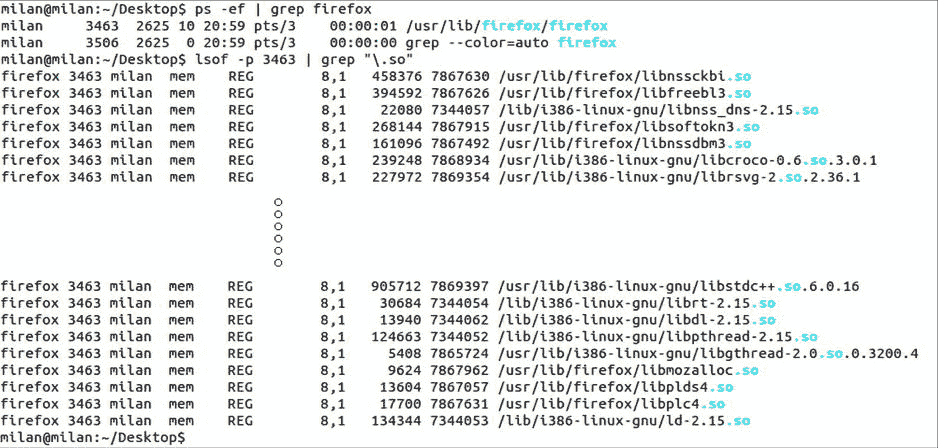 milan@milan:~/Desktop$ ps -ef | grep firefox
milan 3463 2625 10 20:59 pts/3 00:00:01 /usr/lib/firefox/firefox
milan 3506 2625 0 20:59 pts/3 00:00:00 grep --color=auto firefox
milan@milan:~/Desktop$ lsof -p 3463 | grep "\.so"
firefox 3463 milan mem REG 8,1 458376 7867630 /usr/lib/firefox/libnssckbi.so
firefox 3463 milan mem REG 8,1 394592 7867626 /usr/lib/firefox/libfreebl3.so
firefox 3463 milan mem REG 8,1 22080 7344057 /lib/i386-linux-gnu/libnss_dns-2.15.so
firefox 3463 milan mem REG 8,1 268144 7867915 /usr/lib/firefox/libsoftokn3.so
firefox 3463 milan mem REG 8,1 161096 7867492 /usr/lib/firefox/libnssdbm3.so
firefox 3463 milan mem REG 8,1 239248 7868934 /usr/lib/i386-linux-gnu/libcroco-0.6.so.3.0.1
firefox 3463 milan mem REG 8,1 227972 7869354 /usr/lib/i386-linux-gnu/librsvg-2.so.2.36.1
firefox 3463 milan mem REG 8,1 905712 7869397 /usr/lib/i386-linux-gnu/libstdc++.so.6.0.16
firefox 3463 milan mem REG 8,1 30684 7344054 /lib/i386-linux-gnu/librt-2.15.so
firefox 3463 milan mem REG 8,1 13940 7344062 /lib/i386-linux-gnu/libdl-2.15.so
firefox 3463 milan mem REG 8,1 124663 7344052 /lib/i386-linux-gnu/libpthread-2.15.so
firefox 3463 milan mem REG 8,1 5408 7865724 /usr/lib/i386-linux-gnu/libgthread-2.0.so.0.3200.4
firefox 3463 milan mem REG 8,1 9624 7867962 /usr/lib/firefox/libmozalloc.so
firefox 3463 milan mem REG 8,1 13604 7867057 /usr/lib/firefox/libplds4.so
firefox 3463 milan mem REG 8,1 17700 7867631 /usr/lib/firefox/libplc4.so
firefox 3463 milan mem REG 8,1 134344 7344053 /lib/i386-linux-gnu/ld-2.15.so
milan@milan:~/Desktop$